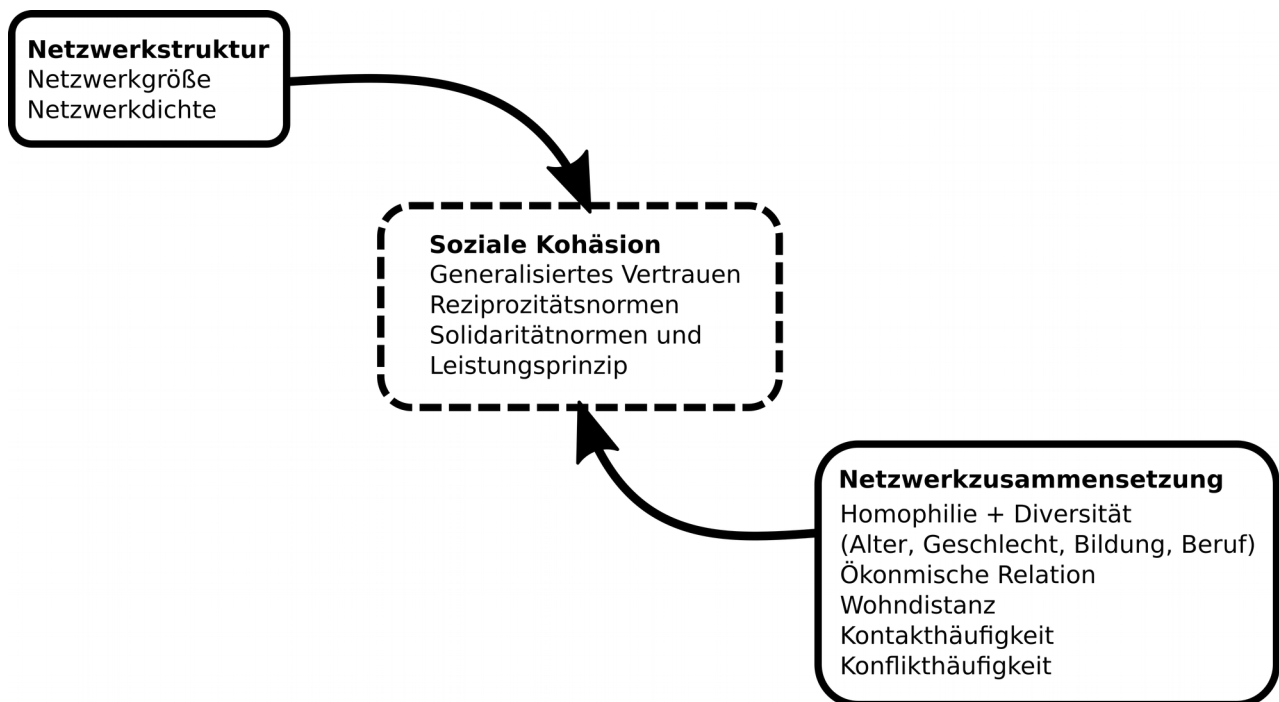 Netzwerkstruktur
Netzwerkgröße
Netzwerkdichte
Soziale Kohäsion
Generalisiertes Vertrauen
Reziprozitätsnormen
Solidaritätnormen und
Leistungsprinzip
Netzwerkzusammensetzung
Homophilie + Diversität
(Alter, Geschlecht, Bildung, Beruf)
Ökonmische Relation
Wohndistanz
Kontakthäufigkeit
Konflikthäufigkeit